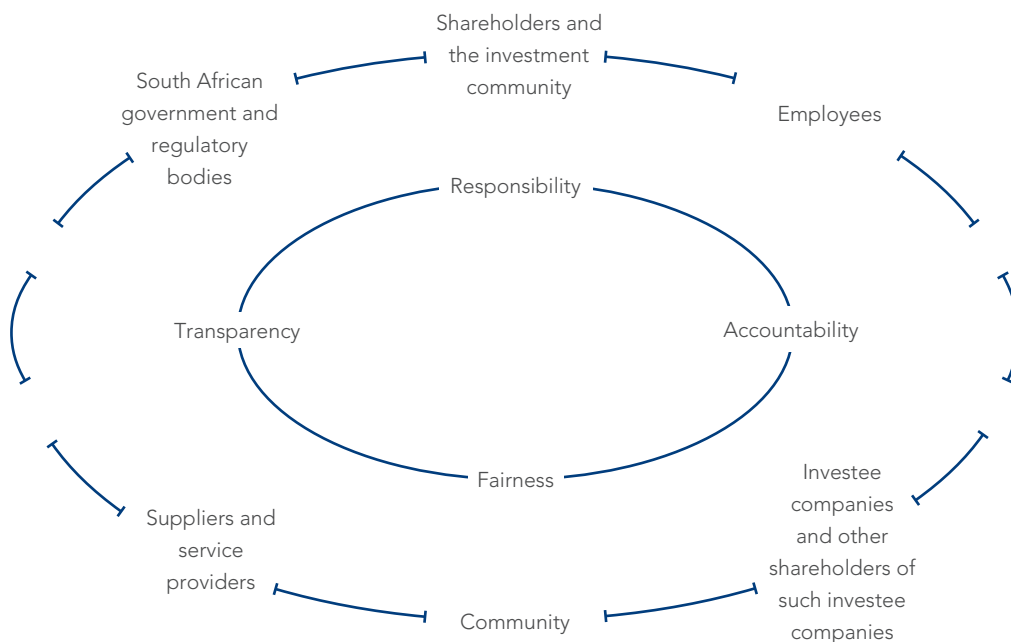 Shareholders and
the investment
community
South African
government and
regulatory
bodies
Employees
Responsibility
Transparency
Accountability
Fairness
Suppliers and
service
providers
Investee
companies
and other
shareholders of
such investee
companies
Community